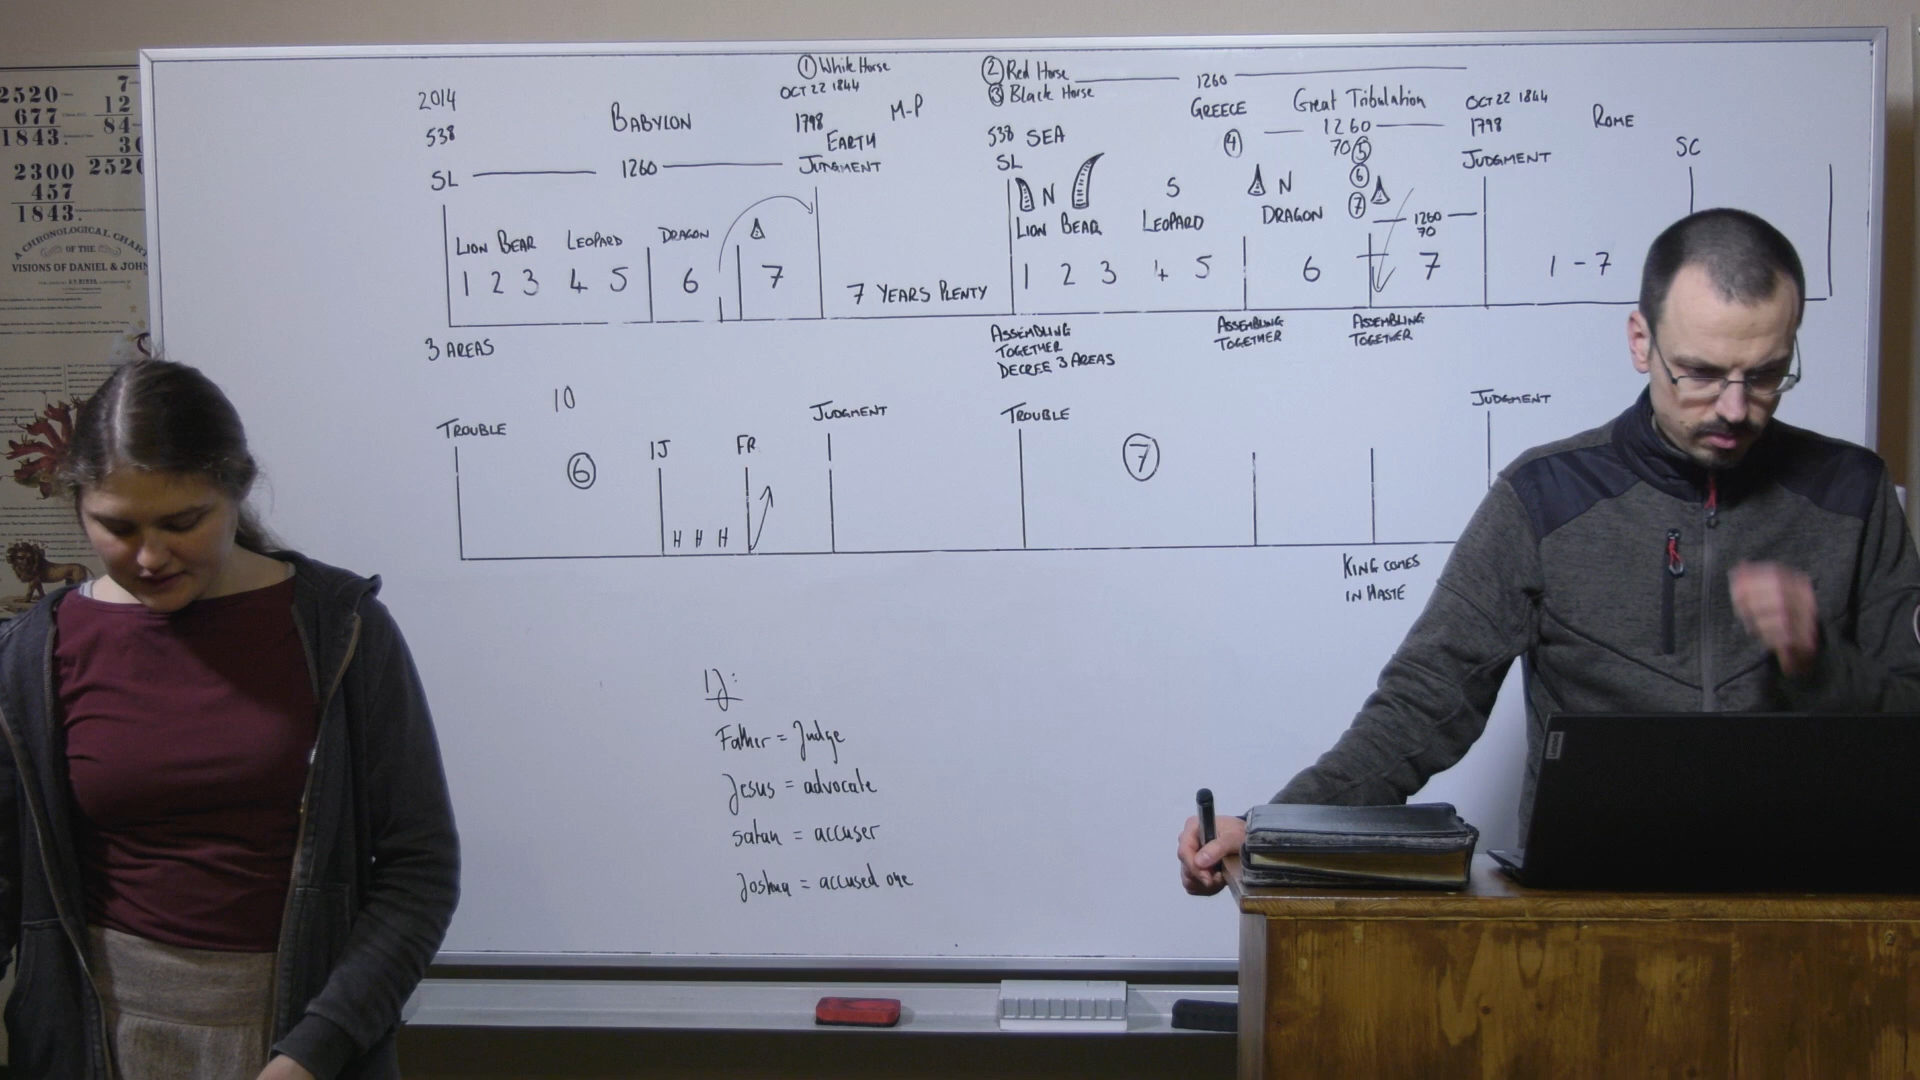 2520
677
1843.
2300
457
1843.
7
12
84
2520
A CHRONOLOGICAL CHART
OF THE
VISIONS OF DANIEL & JOHN
2014
538
SL
1260
BABYLON
① White Horse
OCT 22 1844
1798
EARTH
JUDGMENT
M-P
LION BEAR LEOPARD DRAGON
1 2 3 4 5 6 7
7 YEARS PLENTY
3 AREAS
② Red Horse
③ Black Horse
1260
538 SEA
SL
GREECE
④
Great Tribulation
1260
70 ⑤
⑥
⑦
OCT 22 1844
1798
JUDGMENT
ROME
SC
N S N
LION BEAR LEOPARD DRAGON
1260
70
1 2 3 4 5 6 7 1-7
ASSEMBLING
TOGETHER
DECREE 3 AREAS
ASSEMBLING
TOGETHER
ASSEMBLING
TOGETHER
10
TROUBLE
⑥
IJ
FR
JUDGMENT
H H H
TROUBLE
⑦
JUDGMENT
KING COMES
IN HASTE
IJ:
Father = Judge
Jesus = advocate
satan = accuser
Joshua = accused one
Lenovo